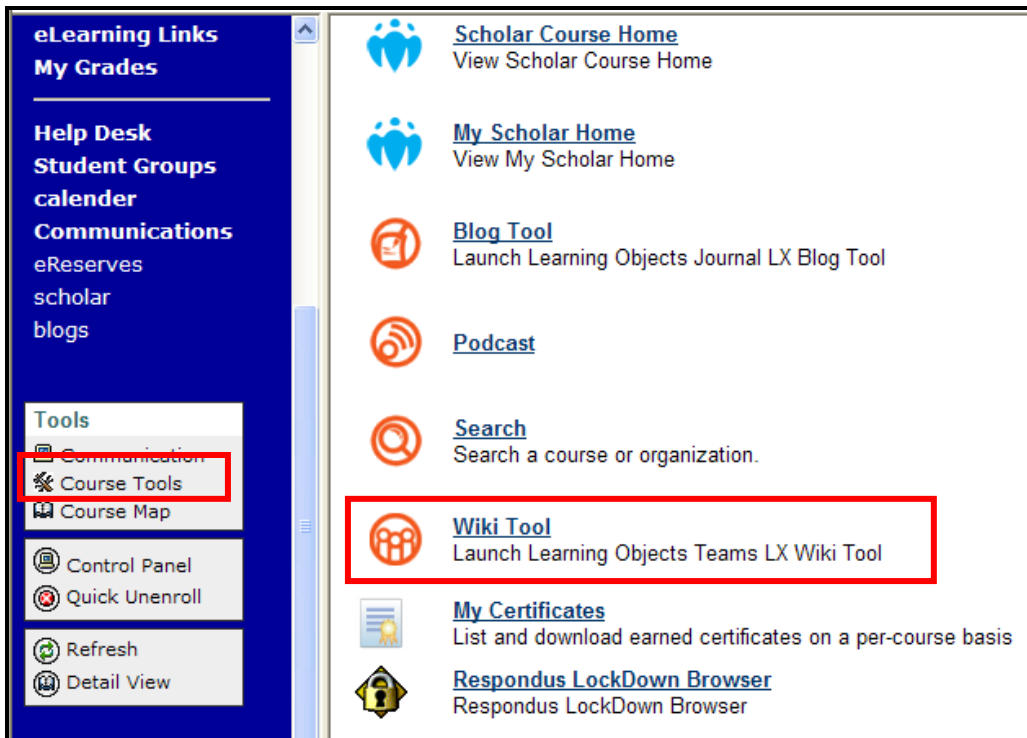 eLearning Links
My Grades
Help Desk
Student Groups
calender
Communications
eReserves
scholar
blogs
Tools
Communication
Course Tools
Course Map
Control Panel
Quick Unenroll
Refresh
Detail View
Scholar Course Home
View Scholar Course Home
My Scholar Home
View My Scholar Home
Blog Tool
Launch Learning Objects Journal LX Blog Tool
Podcast
Search
Search a course or organization.
Wiki Tool
Launch Learning Objects Teams LX Wiki Tool
My Certificates
List and download earned certificates on a per-course basis
Respondus LockDown Browser
Respondus LockDown Browser